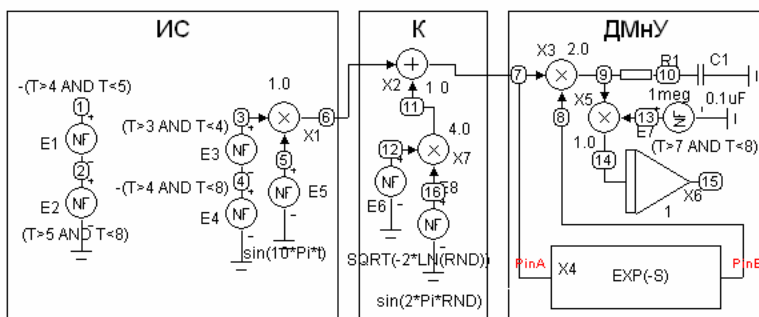 ИС
К
ДМнУ
-(T>4 AND T<5)
1
E1
NF
2
E2
NF
(T>5 AND T<8)
1.0
(T>3 AND T<4)
3
X1
6
E3
NF
5
-(T>4 AND T<8)
4
E4
NF
NF
E5
sin(10*Pi*t)
X2
1 0
11
4.0
12
X7
16
E8
E6
NF
NF
SQRT(-2*LN(RND))
sin(2*Pi*RND)
7
X3
2.0
9
R1
10
C1
1meg
0.1uF
8
X5
13
E7
1.0
(T>7 AND T<8)
14
X6
15
1
PinA
X4
EXP(-S)
PinB